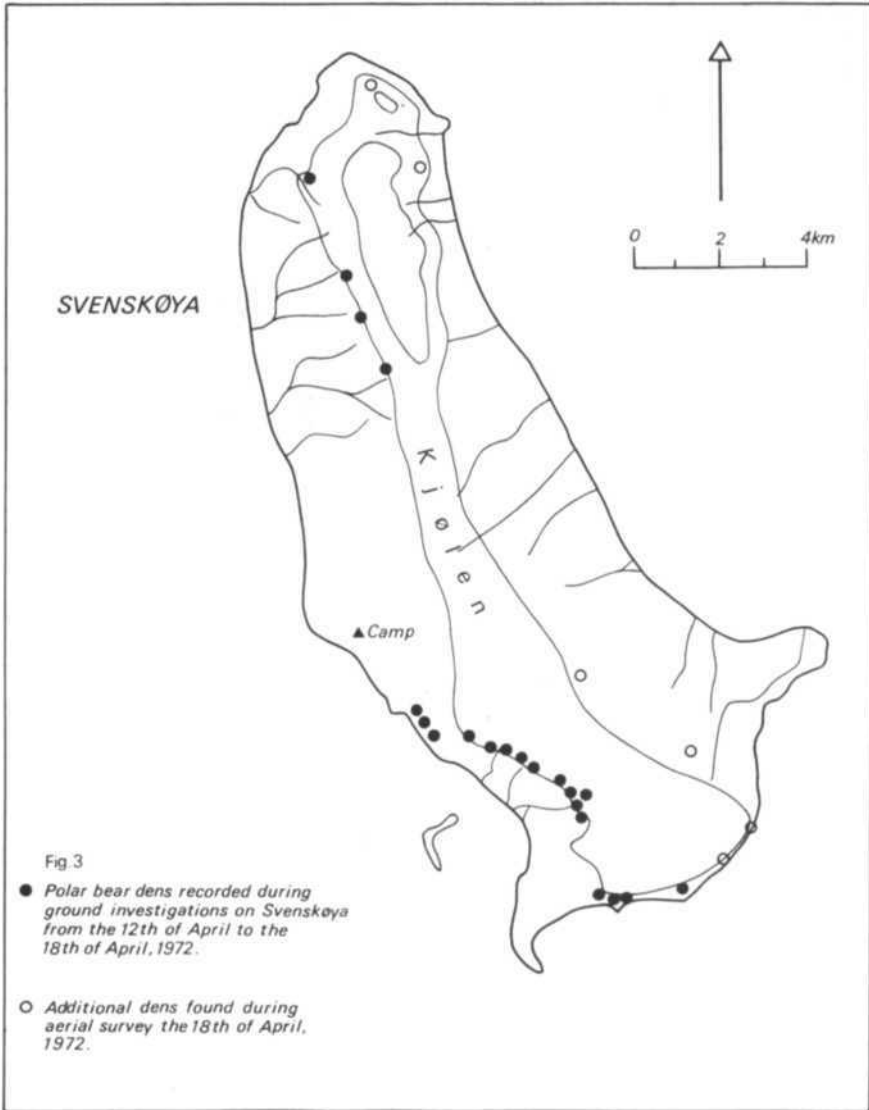 0 2 4km
SVENSKØYA
Kjølen
▲ Camp
Fig 3
● Polar bear dens recorded during
ground investigations on Svenskøya
from the 12th of April to the
18th of April, 1972.
○ Additional dens found during
aerial survey the 18th of April,
1972.